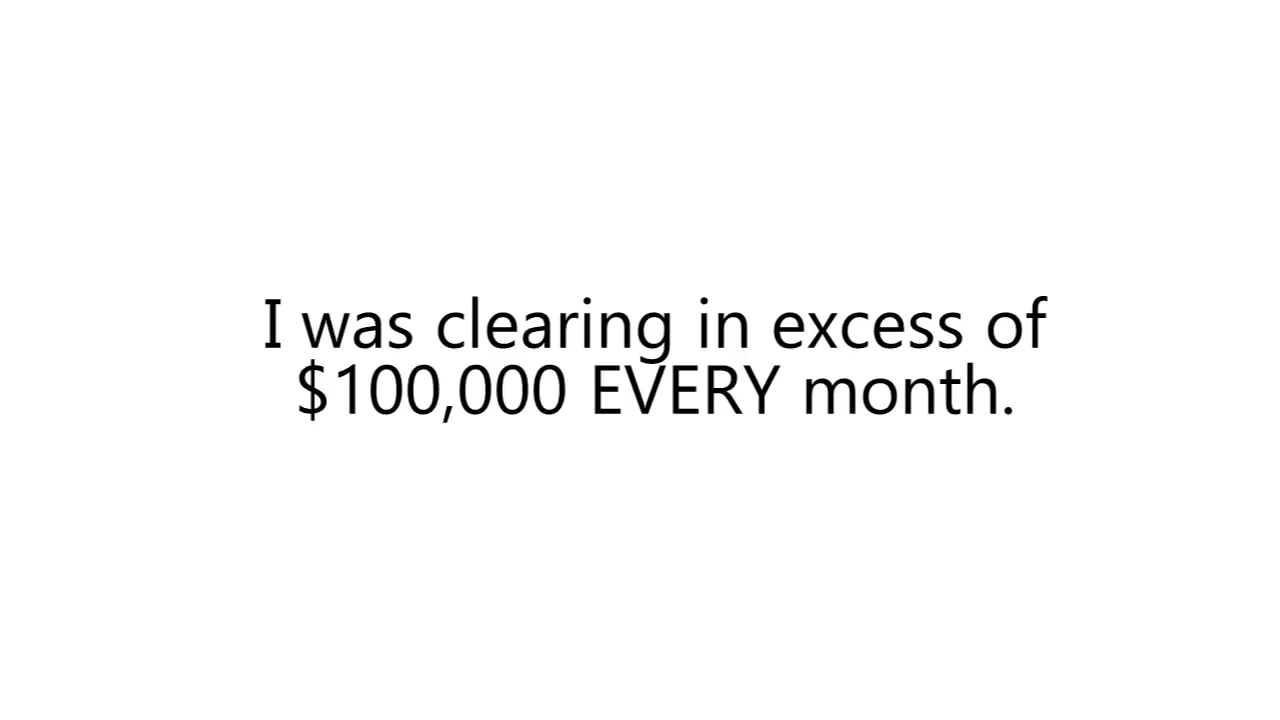 I was clearing in excess of
$100,000 EVERY month.